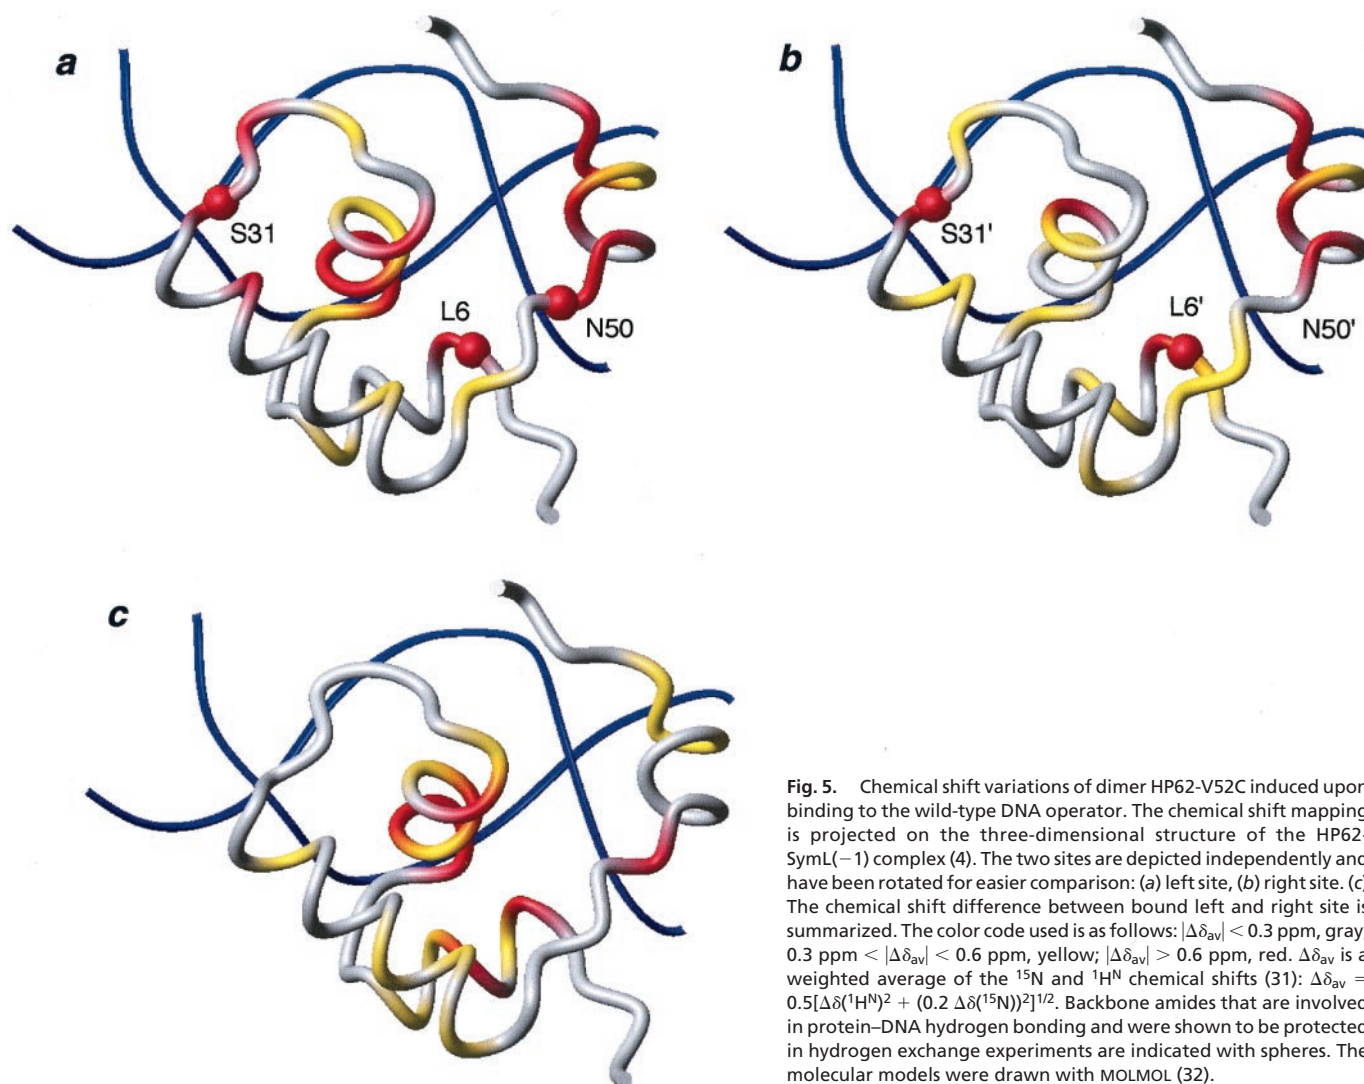 a
S31
L6
N50
b
S31'
L6'
N50'
c
Fig. 5. Chemical shift variations of dimer HP62-V52C induced upon
binding to the wild-type DNA operator. The chemical shift mapping
is projected on the three-dimensional structure of the HP62-
SymL(−1) complex (4). The two sites are depicted independently and
have been rotated for easier comparison: (a) left site, (b) right site. (c)
The chemical shift difference between bound left and right site is
summarized. The color code used is as follows: |Δδav| < 0.3 ppm, gray;
0.3 ppm < |Δδav| < 0.6 ppm, yellow; |Δδav| > 0.6 ppm, red. Δδav is a
weighted average of the ¹⁵N and ¹Hᴺ chemical shifts (31): Δδav =
0.5[Δδ(¹Hᴺ)² + (0.2 Δδ(¹⁵N))²]¹/². Backbone amides that are involved
in protein–DNA hydrogen bonding and were shown to be protected
in hydrogen exchange experiments are indicated with spheres. The
molecular models were drawn with MOLMOL (32).